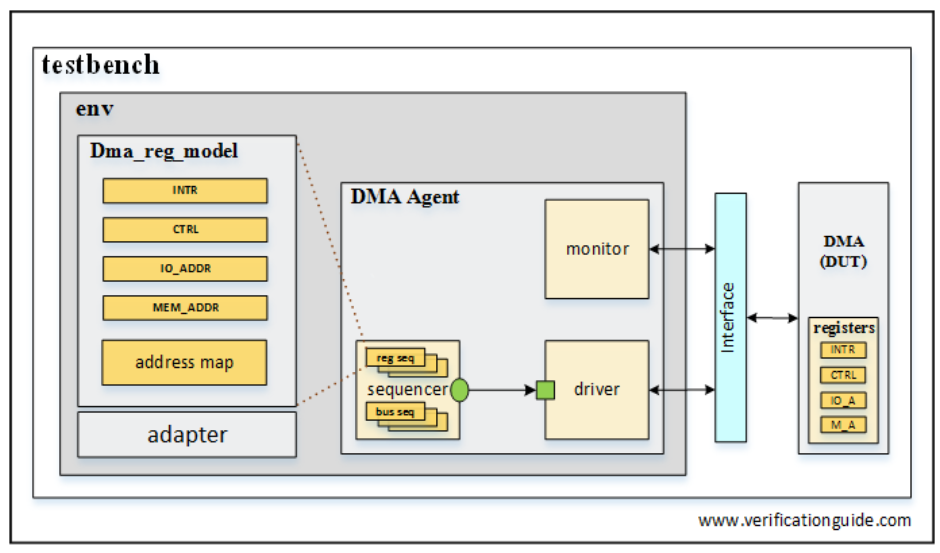 testbench
env
Dma_reg_model
INTR
CTRL
IO_ADDR
MEM_ADDR
address map
adapter
DMA Agent
monitor
reg seq
sequencer
bus seq
driver
Interface
DMA
(DUT)
registers
INTR
CTRL
IO_A
M_A
www.verificationguide.com